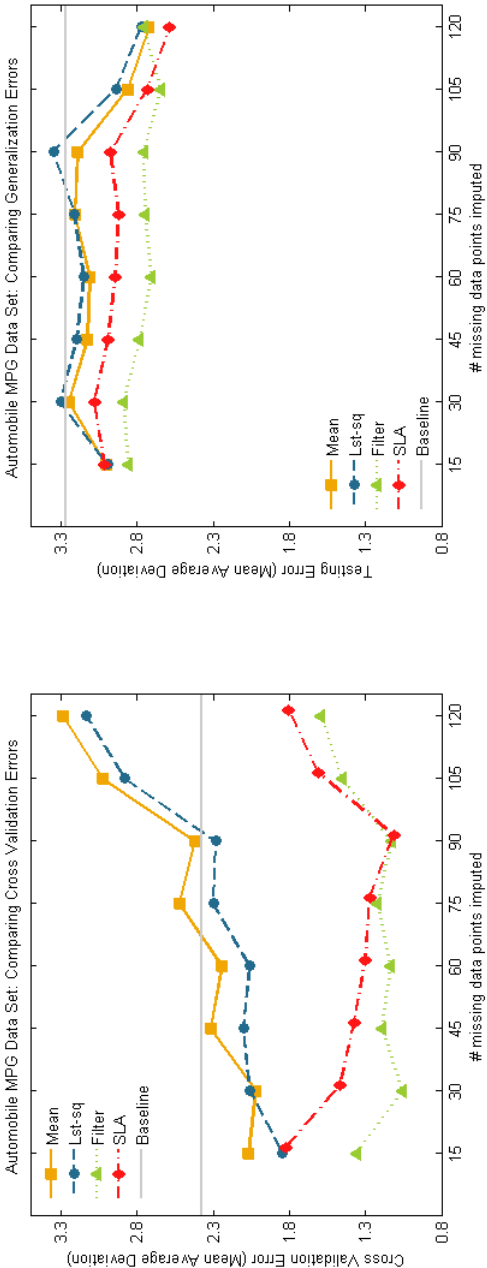 Automobile MPG Data Set: Comparing Cross Validation Errors
Cross Validation Error (Mean Average Deviation)
3.3
2.8
2.3
1.8
1.3
0.8
15
30
45
60
75
90
105
120
# missing data points imputed
Mean
Lst-sq
Filter
SLA
Baseline
Automobile MPG Data Set: Comparing Generalization Errors
Testing Error (Mean Average Deviation)
3.3
2.8
2.3
1.8
1.3
0.8
15
30
45
60
75
90
105
120
# missing data points imputed
Mean
Lst-sq
Filter
SLA
Baseline